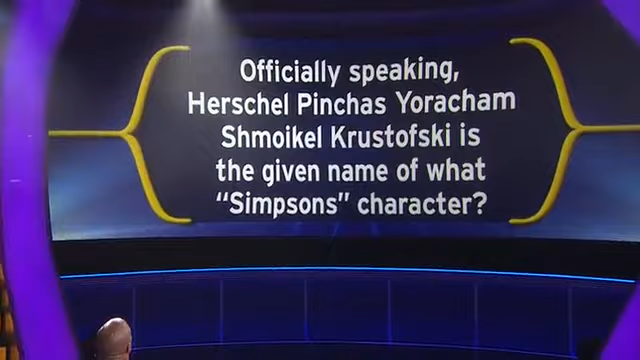 Officially speaking,
Herschel Pinchas Yoracham
Shmoikel Krustofski is
the given name of what
“Simpsons” character?